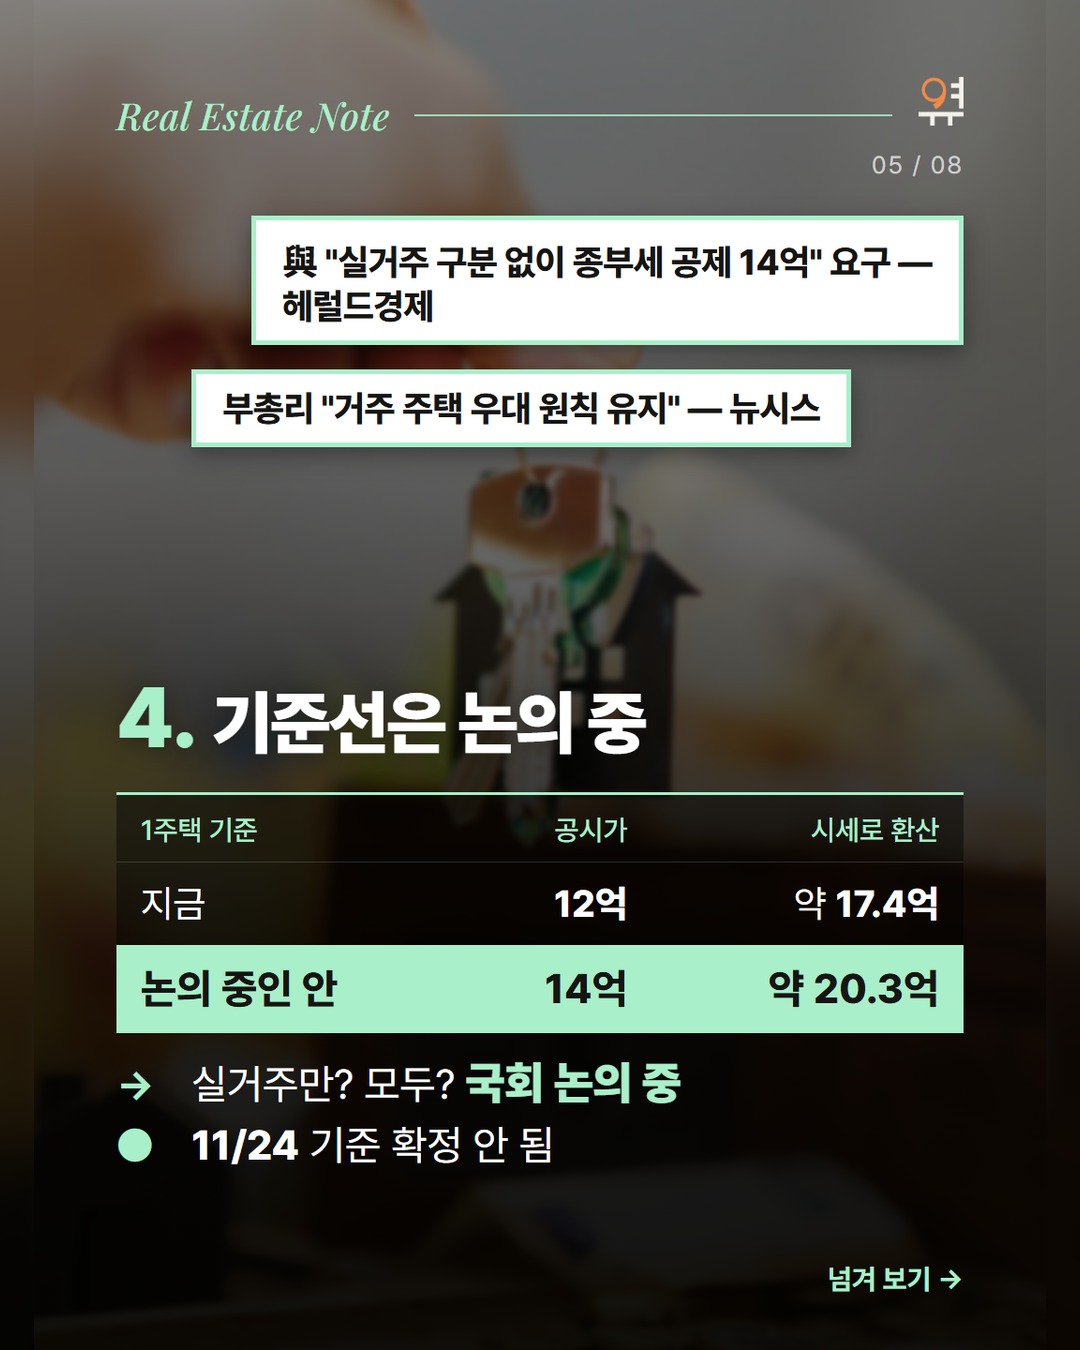 Real Estate Note
05 / 08
與 "실거주 구분 없이 종부세 공제 14억" 요구 —
헤럴드경제
부총리 "거주 주택 우대 원칙 유지" — 뉴시스
4. 기준선은 논의 중
1주택 기준 공시가 시세로 환산
지금 12억 약 17.4억
논의 중인 안 14억 약 20.3억
→ 실거주만? 모두? 국회 논의 중
● 11/24 기준 확정 안 됨
넘겨 보기 →